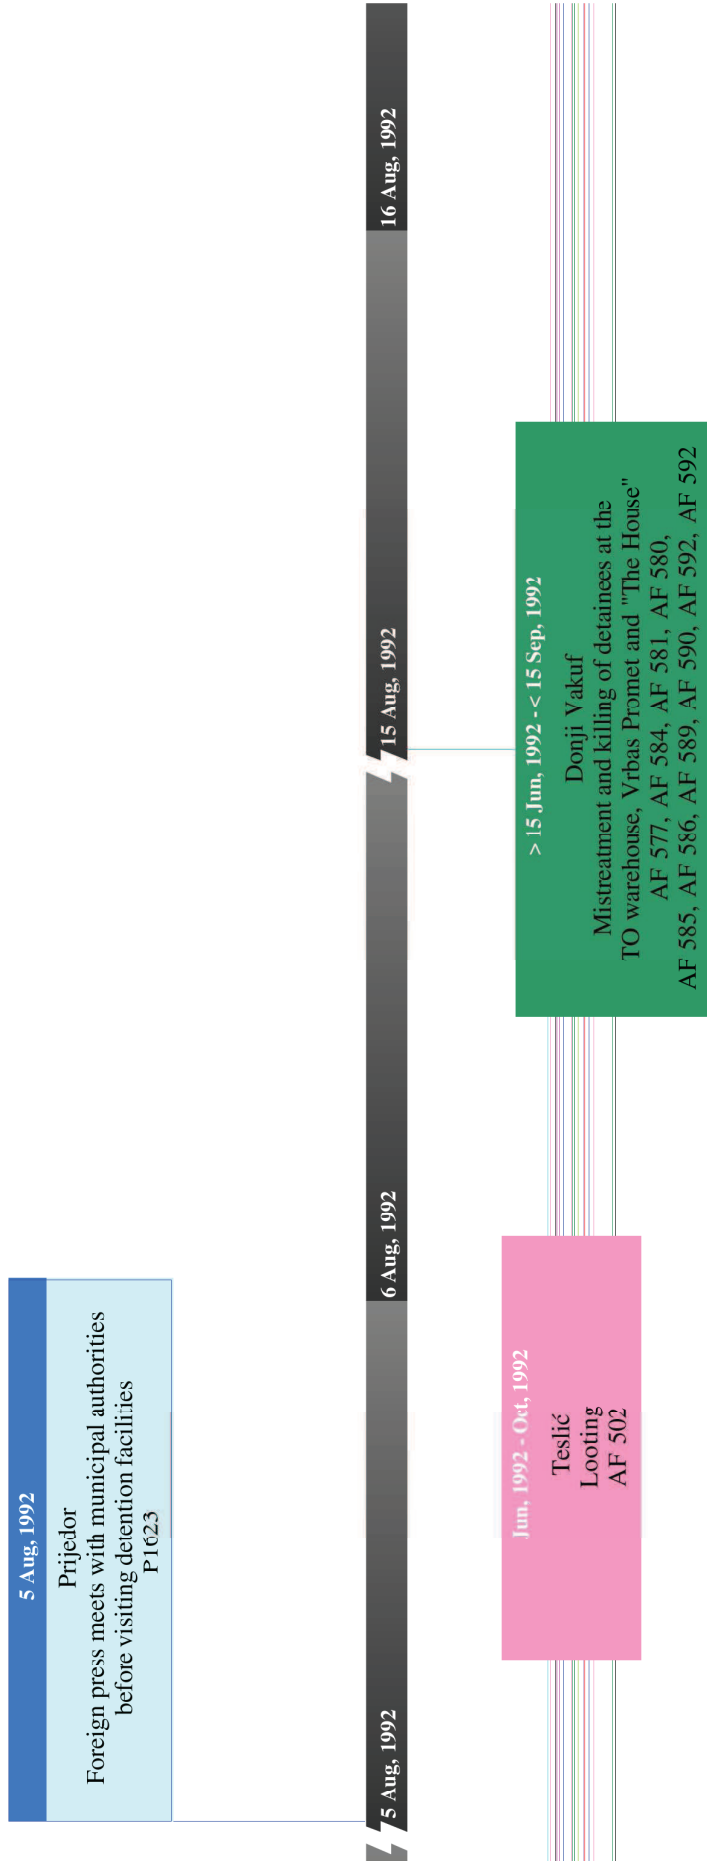 5 Aug, 1992
Prijedor
Foreign press meets with municipal authorities
before visiting detention facilities
P1623
5 Aug, 1992
6 Aug, 1992
15 Aug, 1992
16 Aug, 1992
Jun, 1992 - Oct, 1992
Teslić
Looting
AF 502
> 15 Jun, 1992 - < 15 Sep, 1992
Donji Vakuf
Mistreatment and killing of detainees at the
TO warehouse, Vrbas Promet and "The House"
AF 577, AF 584, AF 581, AF 580,
AF 585, AF 586, AF 589, AF 590, AF 592, AF 592